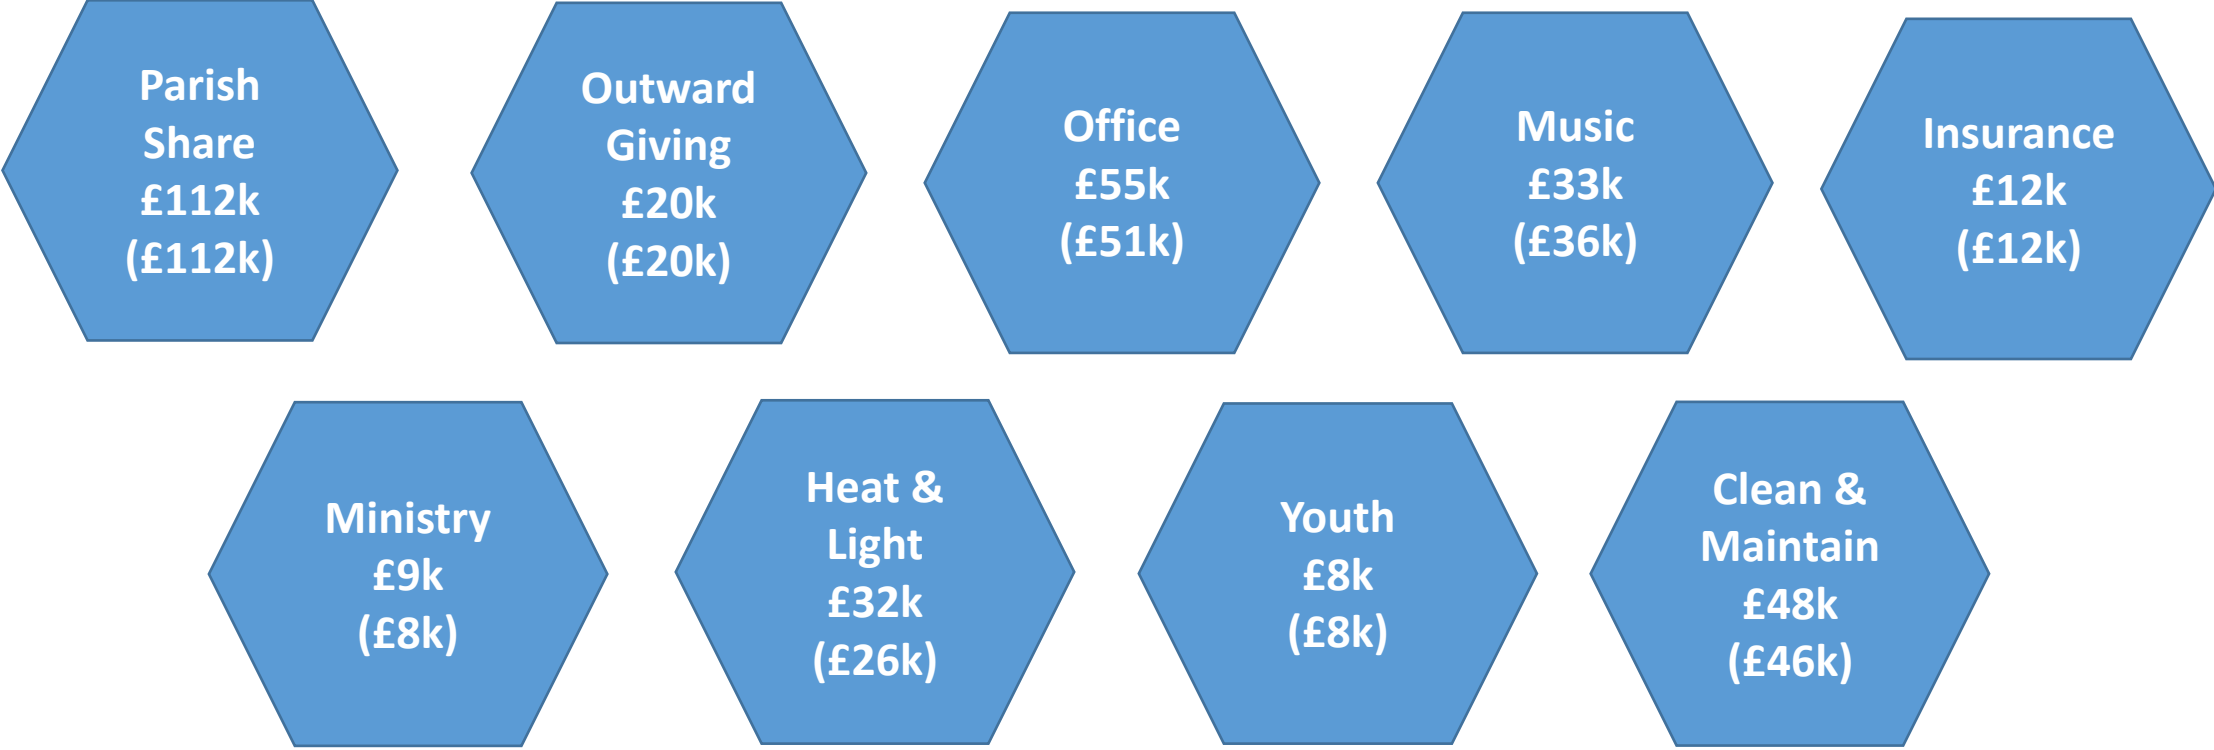 Parish
Share
£112k
(£112k)
Outward
Giving
£20k
(£20k)
Office
£55k
(£51k)
Music
£33k
(£36k)
Insurance
£12k
(£12k)
Ministry
£9k
(£8k)
Heat &
Light
£32k
(£26k)
Youth
£8k
(£8k)
Clean &
Maintain
£48k
(£46k)